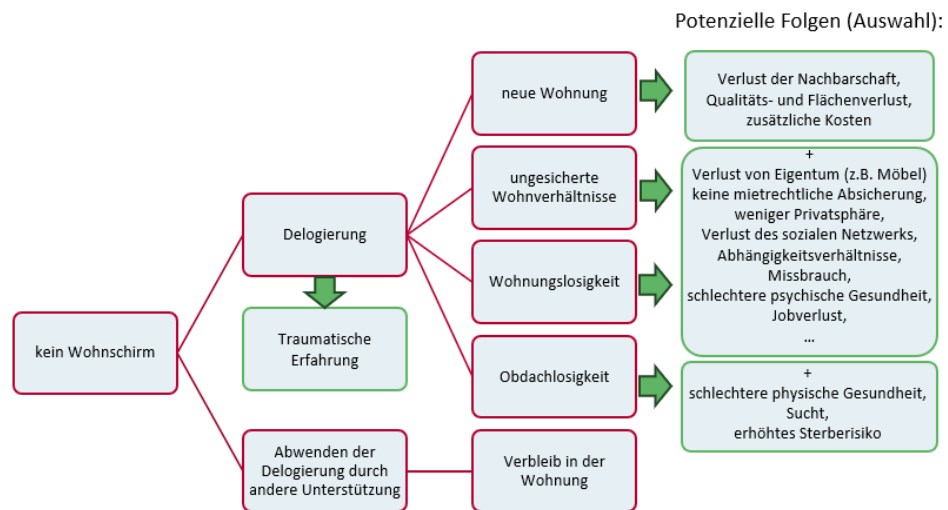 Potenzielle Folgen (Auswahl):
kein Wohnschirm
Delogierung
Traumatische
Erfahrung
Abwenden der
Delogierung durch
andere Unterstützung
neue Wohnung
ungesicherte
Wohnverhältnisse
Wohnungslosigkeit
Obdachlosigkeit
Verbleib in der
Wohnung
Verlust der Nachbarschaft,
Qualitäts- und Flächenverlust,
zusätzliche Kosten
+
Verlust von Eigentum (z.B. Möbel)
keine mietrechtliche Absicherung,
weniger Privatsphäre,
Verlust des sozialen Netzwerks,
Abhängigkeitsverhältnisse,
Missbrauch,
schlechtere psychische Gesundheit,
Jobverlust,
...
+
schlechtere physische Gesundheit,
Sucht,
erhöhtes Sterberisiko